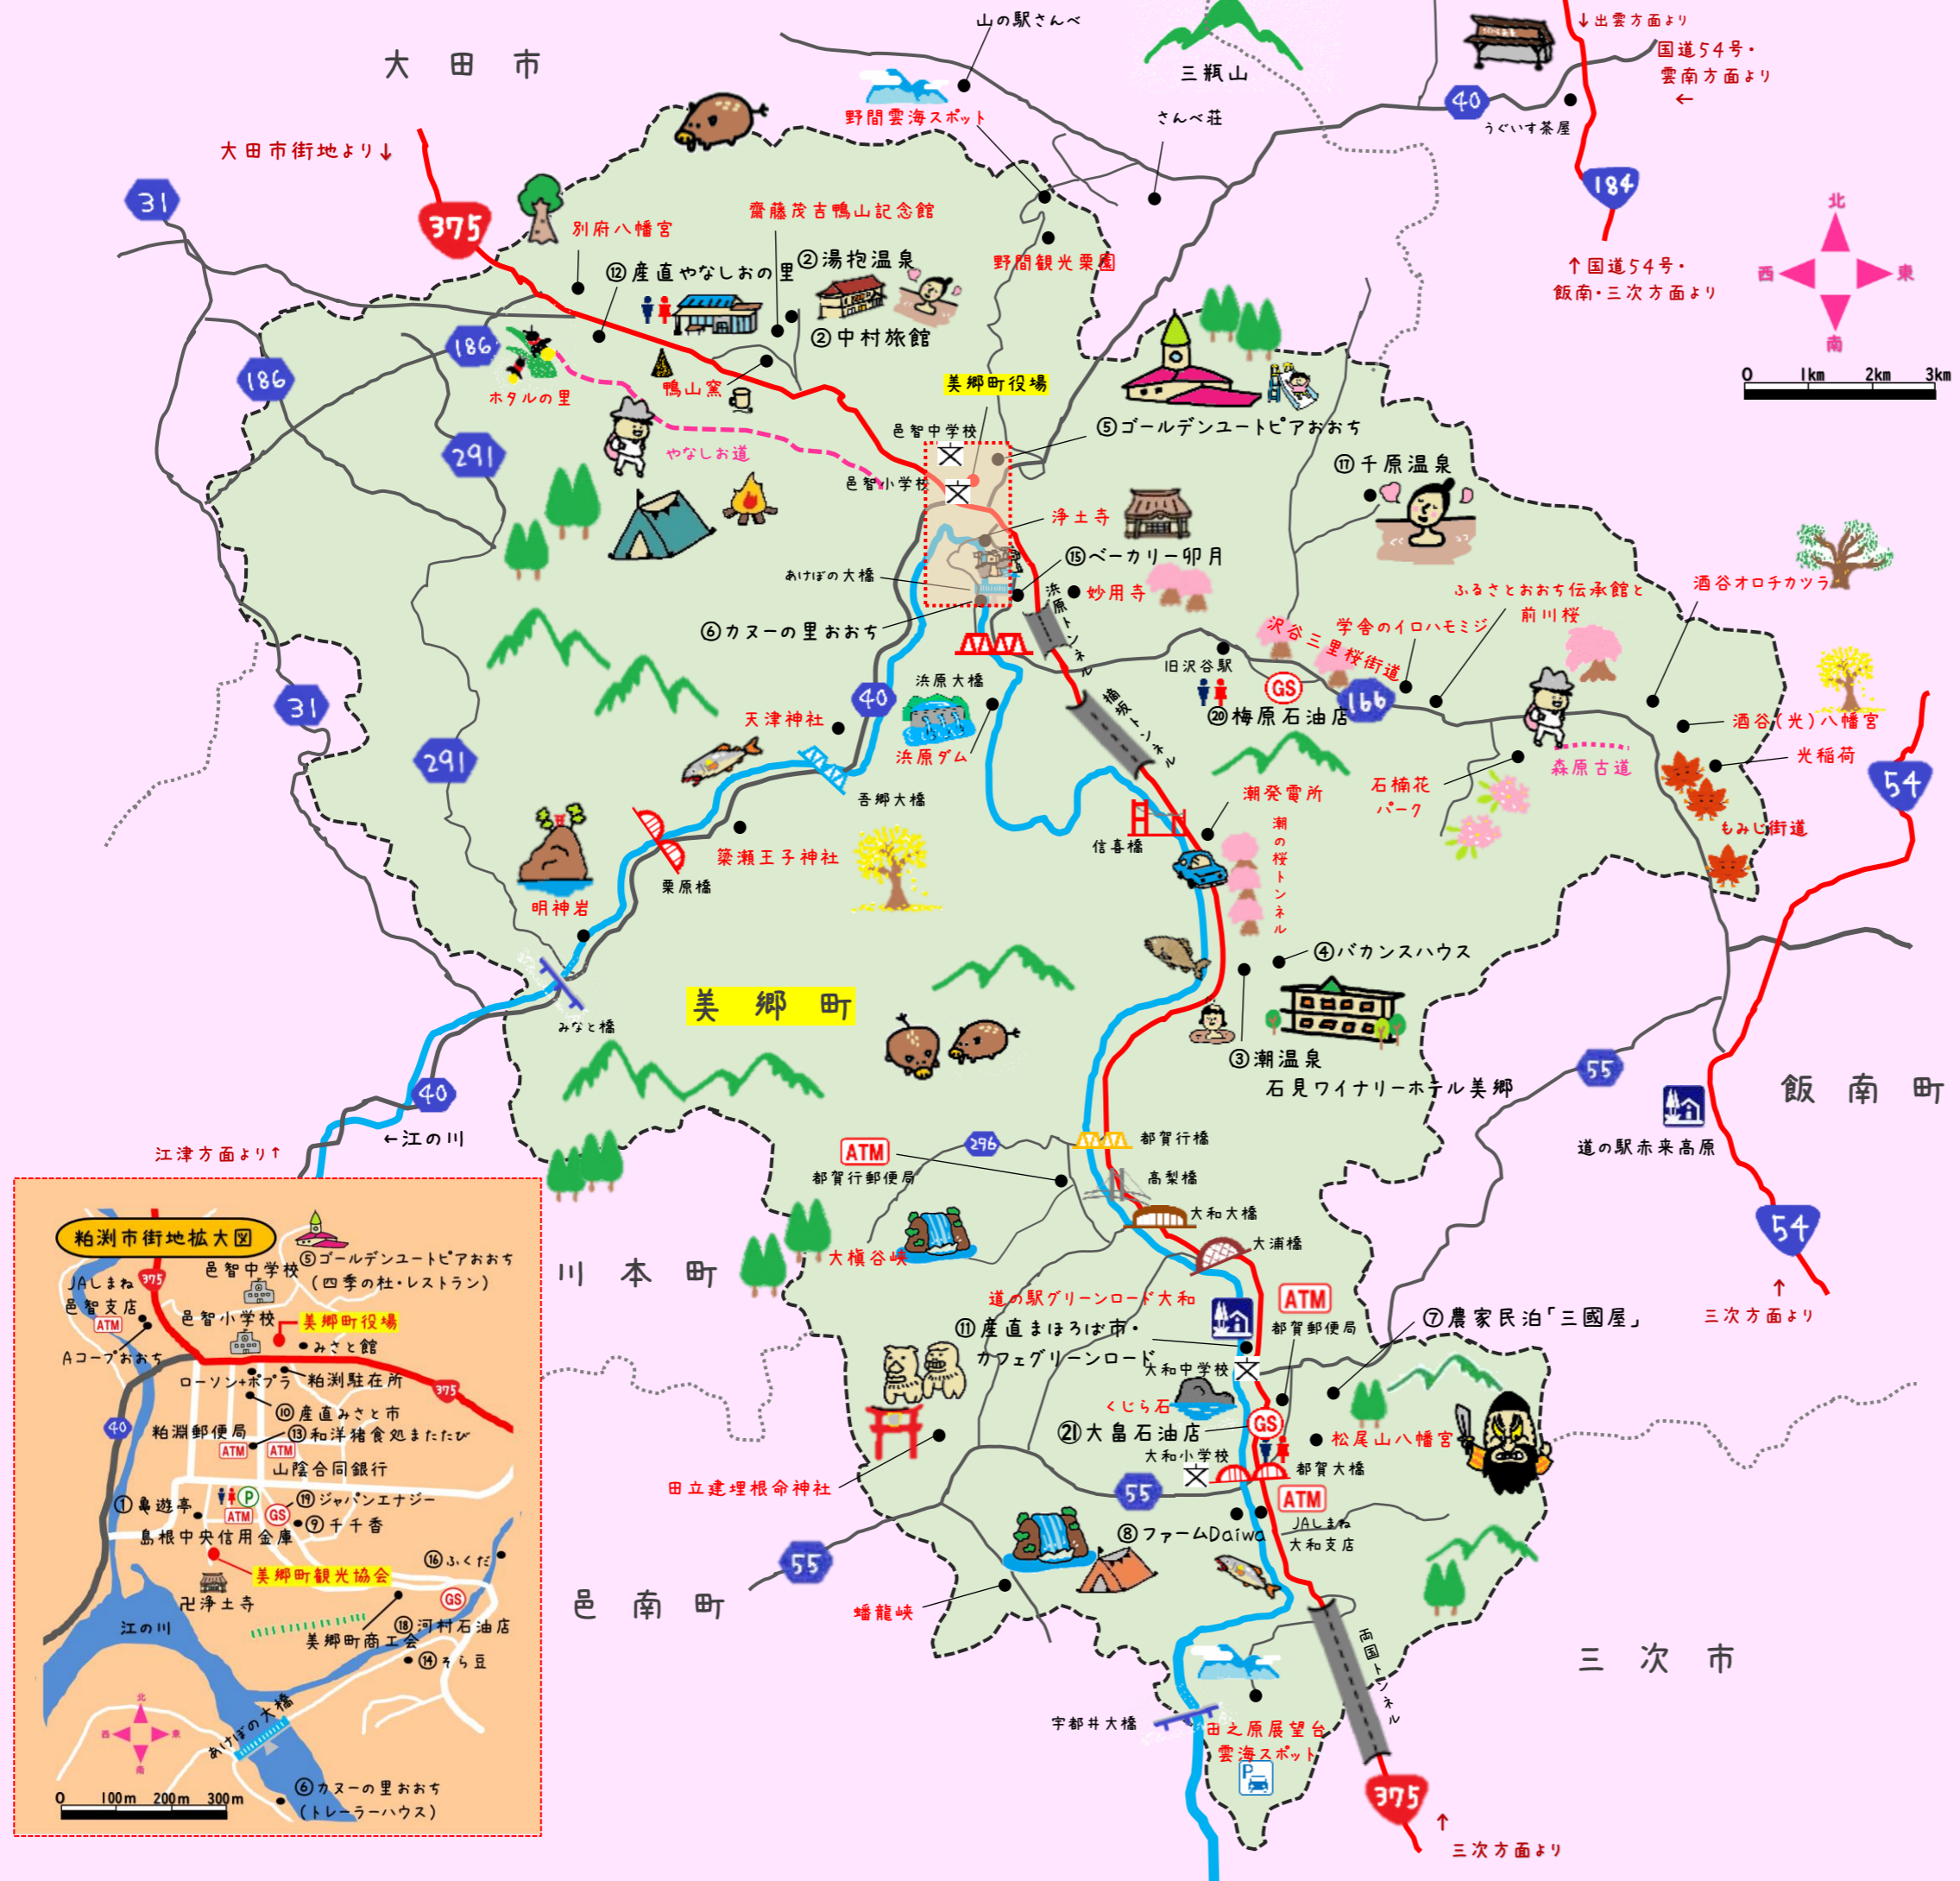 山の駅さんべ
↓出雲方面より
大田市
国道54号・
雲南方面より
←
三瓶山
野間雲海スポット
40
さんべ荘
うぐいす茶屋
大田市街地より↓
184
31
375
北
西
東
南
齋藤茂吉鴨山記念館
別府八幡宮
②湯抱温泉
野間観光栗園
↑国道54号・
飯南・三次方面より
⑫産直やなしおの里
②中村旅館
186
186
0 1km 2km 3km
ホタルの里
鴨山窯
美郷町役場
邑智中学校
⑤ゴールデンユートピアおおち
やなしお道
291
⑰千原温泉
邑智小学校
浄土寺
⑮ベーカリー卯月
あけぼの大橋
妙用寺
浜原トンネル
酒谷オロチカツラ
ふるさとおおち伝承館と
前川桜
⑥カヌーの里おおち
沢谷三里桜街道
学舎のイロハモミジ
旧沢谷駅
浜原大橋
GS
166
40
31
⑳梅原石油店
天津神社
浜原ダム
酒谷(光)八幡宮
光稲荷
森原古道
石楠花
パーク
54
291
吾郷大橋
潮発電所
もみじ街道
信喜橋
潮の桜トンネル
簗瀬王子神社
栗原橋
明神岩
④バカンスハウス
美郷町
みなと橋
③潮温泉
石見ワイナリーホテル美郷
55
飯南町
40
←江の川
道の駅赤来高原
江津方面より↑
296
都賀行橋
ATM
都賀行郵便局
高梨橋
大和大橋
54
大浦橋
大槇谷峡
川本町
道の駅グリーンロード大和
ATM
都賀郵便局
三次方面より
↑
⑦農家民泊「三國屋」
⑪産直まほろば市・
カフェグリーンロード
大和中学校
くじら石
GS
㉑大畠石油店
松尾山八幡宮
大和小学校
都賀大橋
田立建埋根命神社
55
ATM
⑧ファームDaiwa
JAしまね
大和支店
55
邑南町
蟠龍峡
両国トンネル
三次市
宇都井大橋
田之原展望台
雲海スポット
P
375
↑
三次方面より
粕渕市街地拡大図
⑤ゴールデンユートピアおおち
(四季の杜・レストラン)
邑智中学校
JAしまね
邑智支店
375
ATM
邑智小学校
美郷町役場
みさと館
Aコープおおち
ローソン+ポプラ
粕渕駐在所
375
⑩産直みさと市
40
粕淵郵便局
⑬和洋猪食処またたび
ATM
ATM
山陰合同銀行
P
①亀遊亭
ATM
GS
⑲ジャパンエナジー
⑨千千香
島根中央信用金庫
⑯ふくだ
美郷町観光協会
卍浄土寺
GS
江の川
⑱河村石油店
美郷町商工会
⑭そら豆
北
西
東
南
あけぼの大橋
⑥カヌーの里おおち
(トレーラーハウス)
0 100m 200m 300m